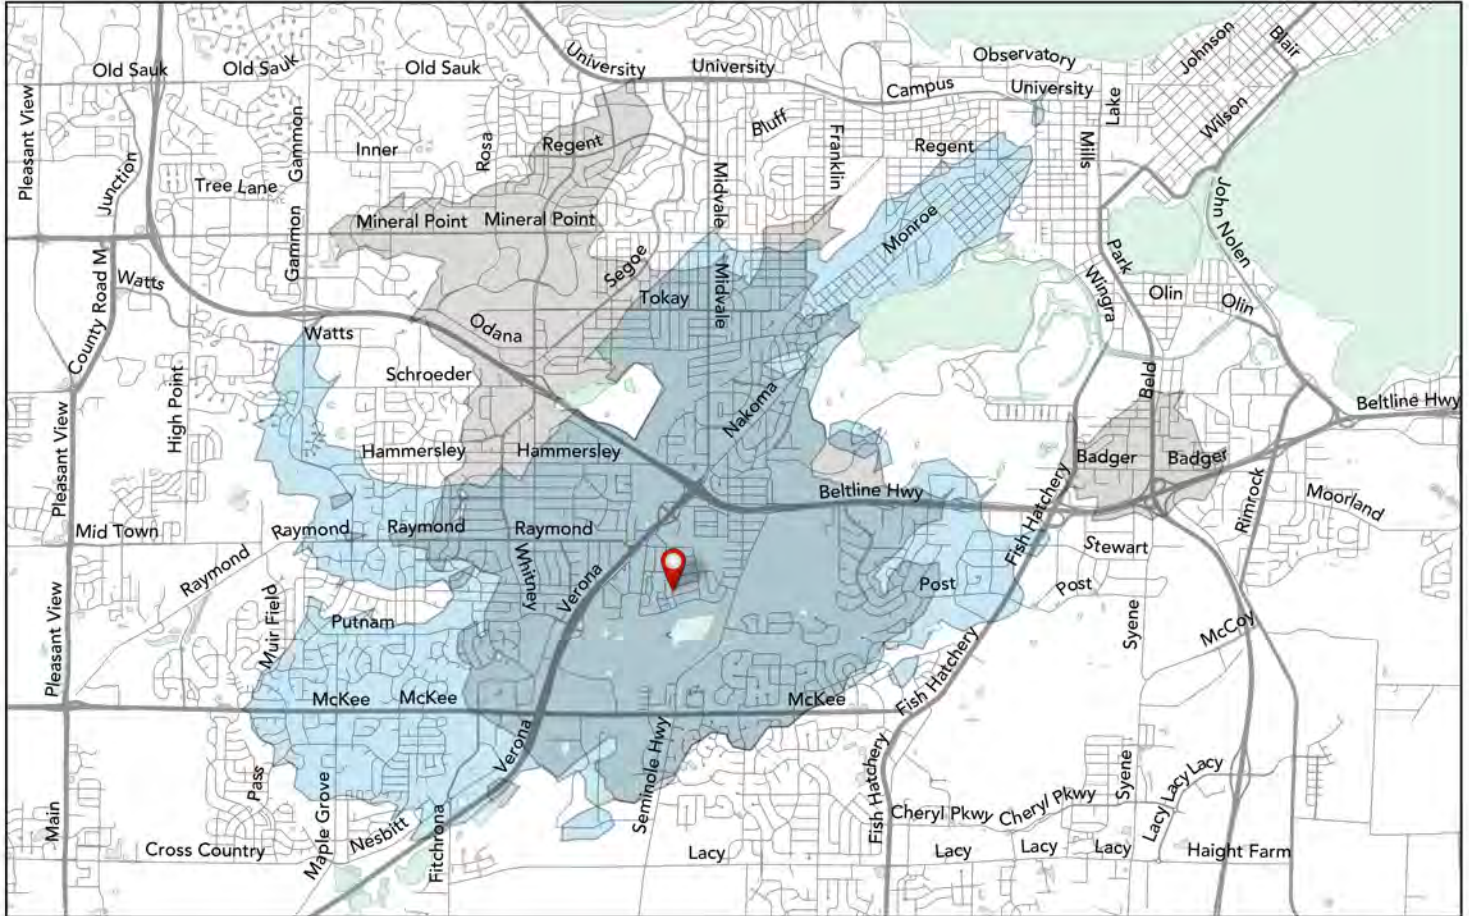 Old Sauk
Old Sauk
Old Sauk
University
University
Observatory
Campus
University
Johnson
Blair
Lake
Wilson
Pleasant View
Junction
Gammon
Inner
Rosa
Regent
Bluff
Franklin
Regent
Mills
Tree Lane
Midvale
John Nolen
Gammon
Mineral Point
Mineral Point
Monroe
Segoe
Park
Watts
County Road M
Tokay
Midvale
Wingra
Olin
Olin
Watts
Odana
Schroeder
High Point
Beld
Nakoma
Beltline Hwy
Pleasant View
Hammersley
Hammersley
Badger
Badger
Beltline Hwy
Rimrock
Moorland
Fish Hatchery
Mid Town
Raymond
Raymond
Raymond
Raymond
Whitney
Verona
Stewart
Post
Post
Pleasant View
Muir Field
Putnam
Syene
McCoy
McKee
McKee
McKee
Fish Hatchery
Verona
Seminole Hwy
Fish Hatchery
Pass
Maple Grove
Nesbitt
Fitchrona
Main
Cross Country
Syene
Cheryl Pkwy
Cheryl Pkwy
Lacy
Lacy
Lacy
Lacy
Lacy
Lacy
Lacy
Haight Farm